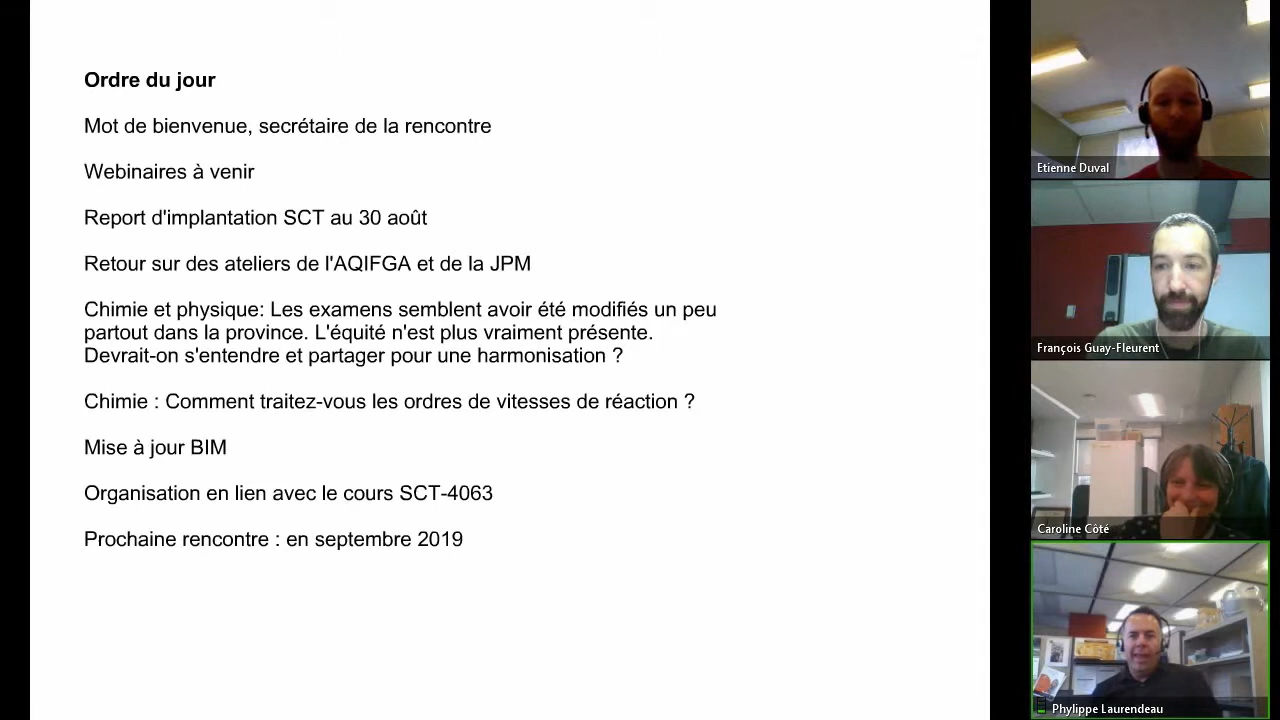 Ordre du jour
Mot de bienvenue, secrétaire de la rencontre
Webinaires à venir
Report d'implantation SCT au 30 août
Retour sur des ateliers de l'AQIFGA et de la JPM
Chimie et physique: Les examens semblent avoir été modifiés un peu
partout dans la province. L'équité n'est plus vraiment présente.
Devrait-on s'entendre et partager pour une harmonisation ?
Chimie : Comment traitez-vous les ordres de vitesses de réaction ?
Mise à jour BIM
Organisation en lien avec le cours SCT-4063
Prochaine rencontre : en septembre 2019
Etienne Duval
François Guay-Fleurent
Caroline Côté
Phylippe Laurendeau